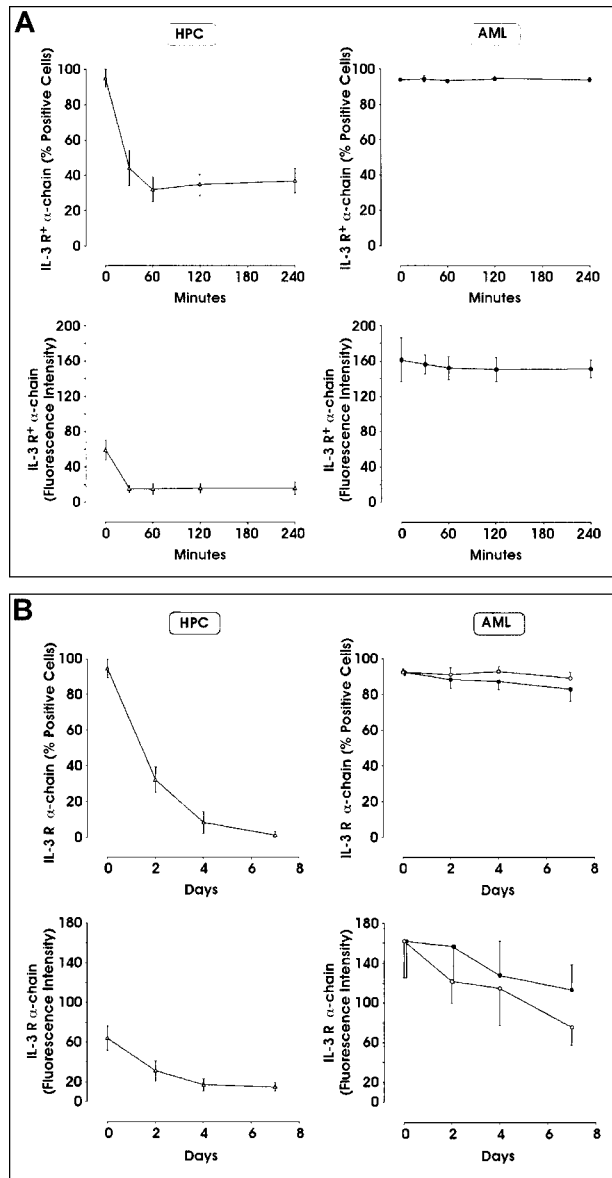 A
HPC
AML
IL-3 R+ α-chain (% Positive Cells)
100
80
60
40
20
0
0 60 120 180 240
Minutes
IL-3 R+ α-chain (% Positive Cells)
100
80
60
40
20
0
0 60 120 180 240
Minutes
IL-3 R+ α-chain
(Fluorescence Intensity)
200
160
120
80
40
0
0 60 120 180 240
Minutes
IL-3 R+ α-chain
(Fluorescence Intensity)
200
160
120
80
40
0
0 60 120 180 240
Minutes
B
HPC
AML
IL-3 R α-chain (% Positive Cells)
100
80
60
40
20
0
0 2 4 6 8
Days
IL-3 R α-chain (% Positive Cells)
100
80
60
40
20
0
0 2 4 6 8
Days
IL-3 R α-chain
(Fluorescence Intensity)
180
140
100
60
20
0
0 2 4 6 8
Days
IL-3 R α-chain
(Fluorescence Intensity)
180
140
100
60
20
0
0 2 4 6 8
Days